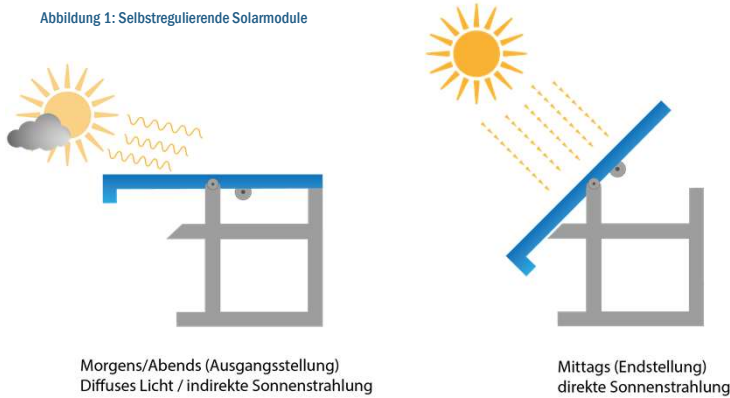 Abbildung 1: Selbstregulierende Solarmodule
Morgens/Abends (Ausgangsstellung)
Diffuses Licht / indirekte Sonnenstrahlung
Mittags (Endstellung)
direkte Sonnenstrahlung